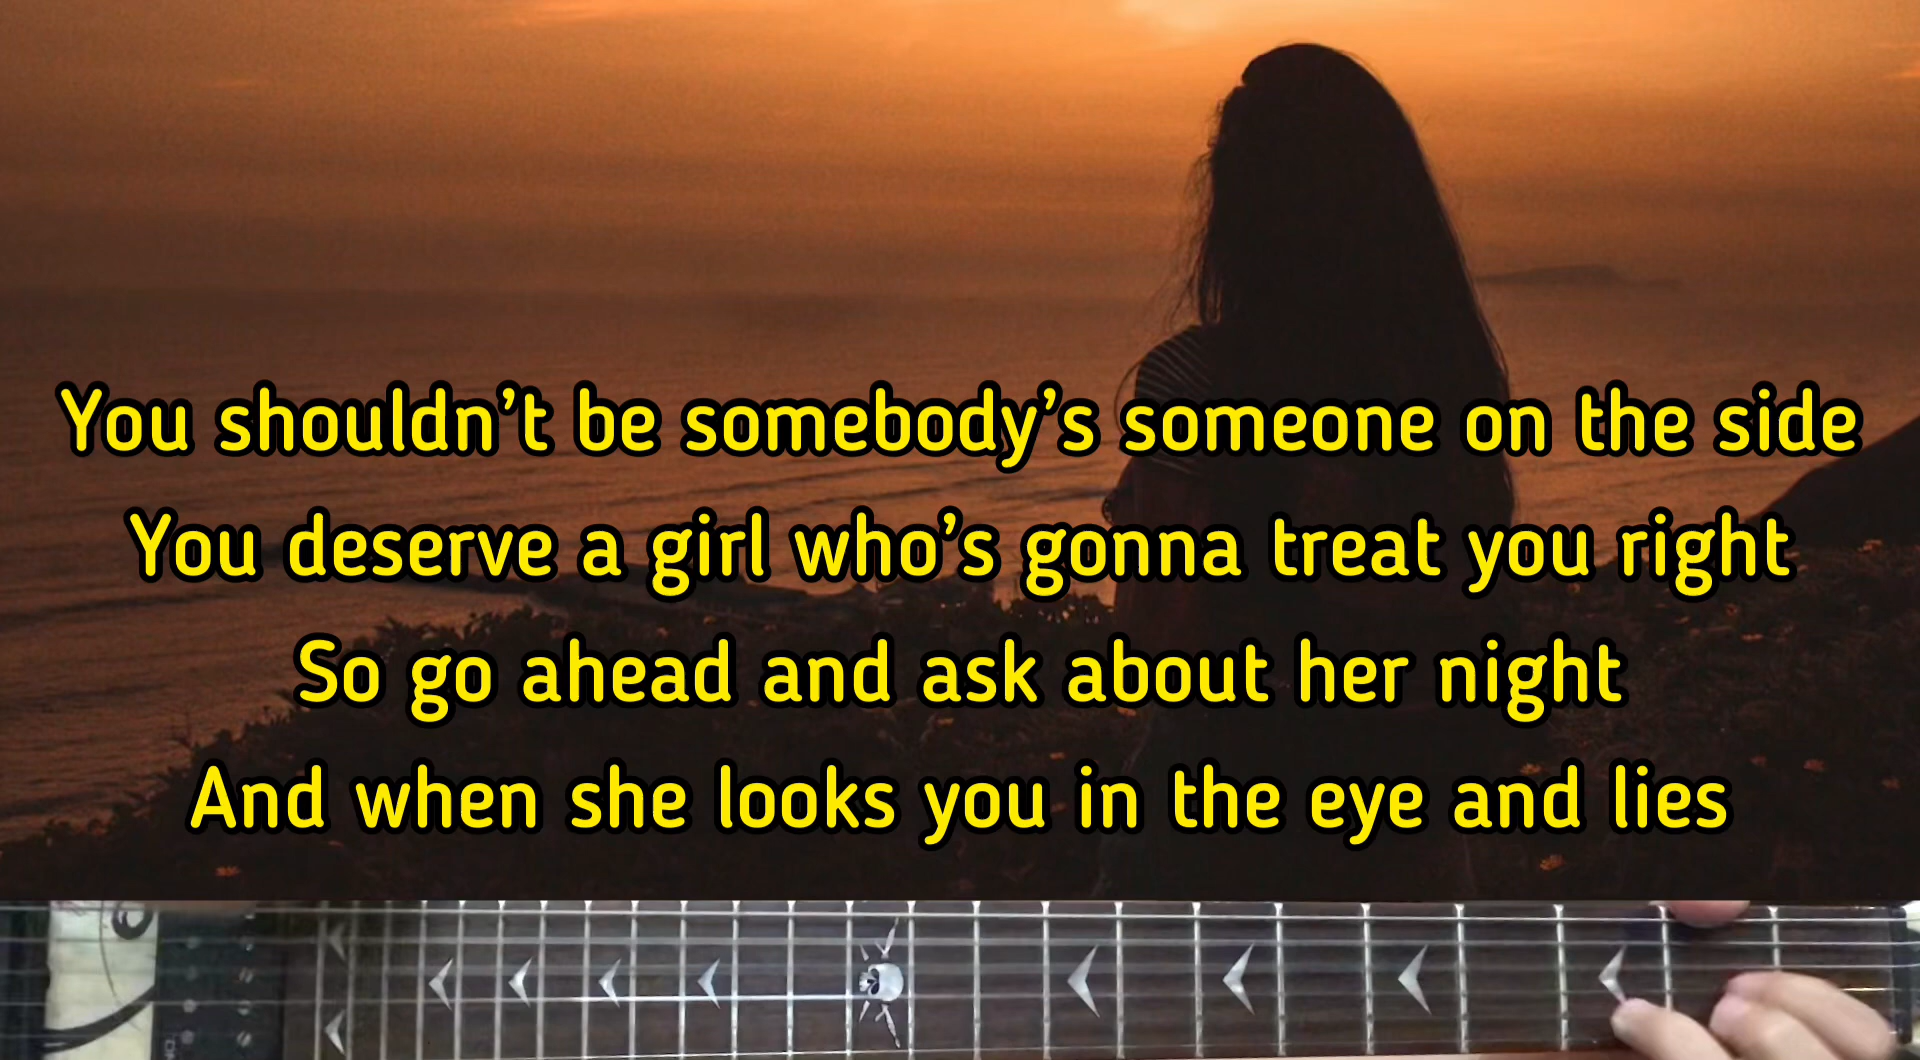 You shouldn’t be somebody’s someone on the side
You deserve a girl who’s gonna treat you right
So go ahead and ask about her night
And when she looks you in the eye and lies